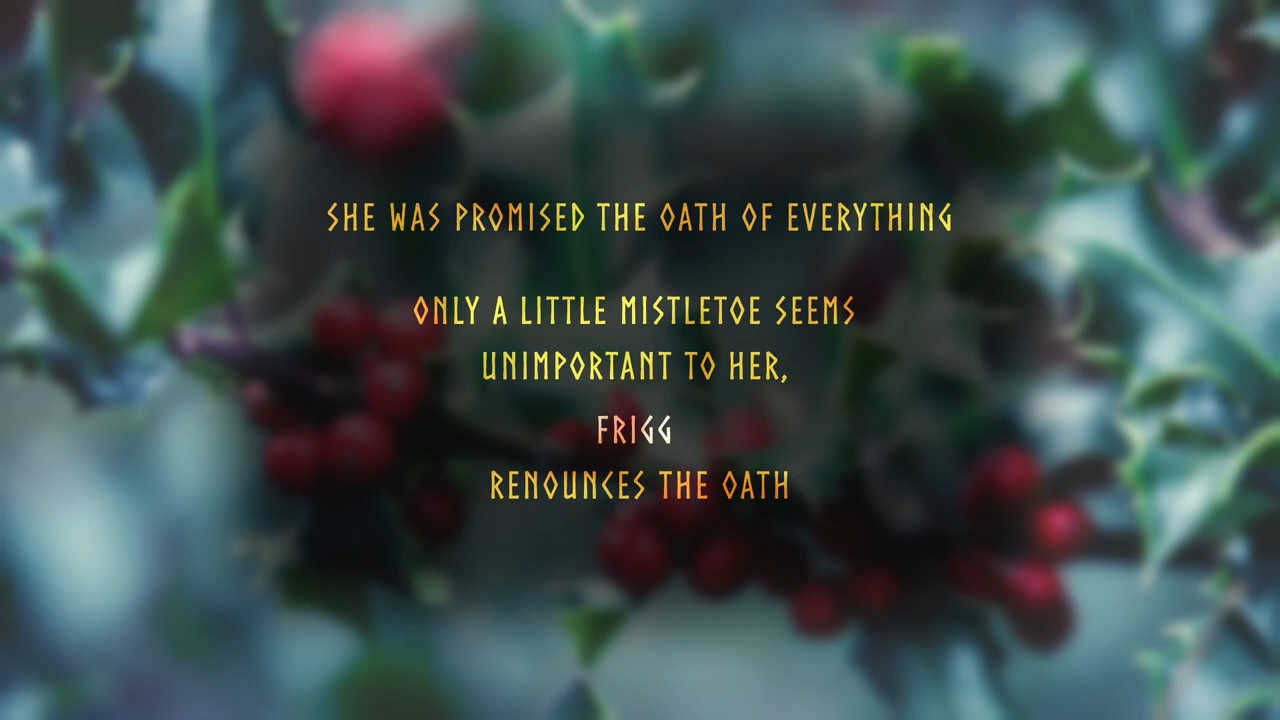 SHE WAS PROMISED THE OATH OF EVERYTHING
ONLY A LITTLE MISTLETOE SEEMS
UNIMPORTANT TO HER,
FRIGG
RENOUNCES THE OATH